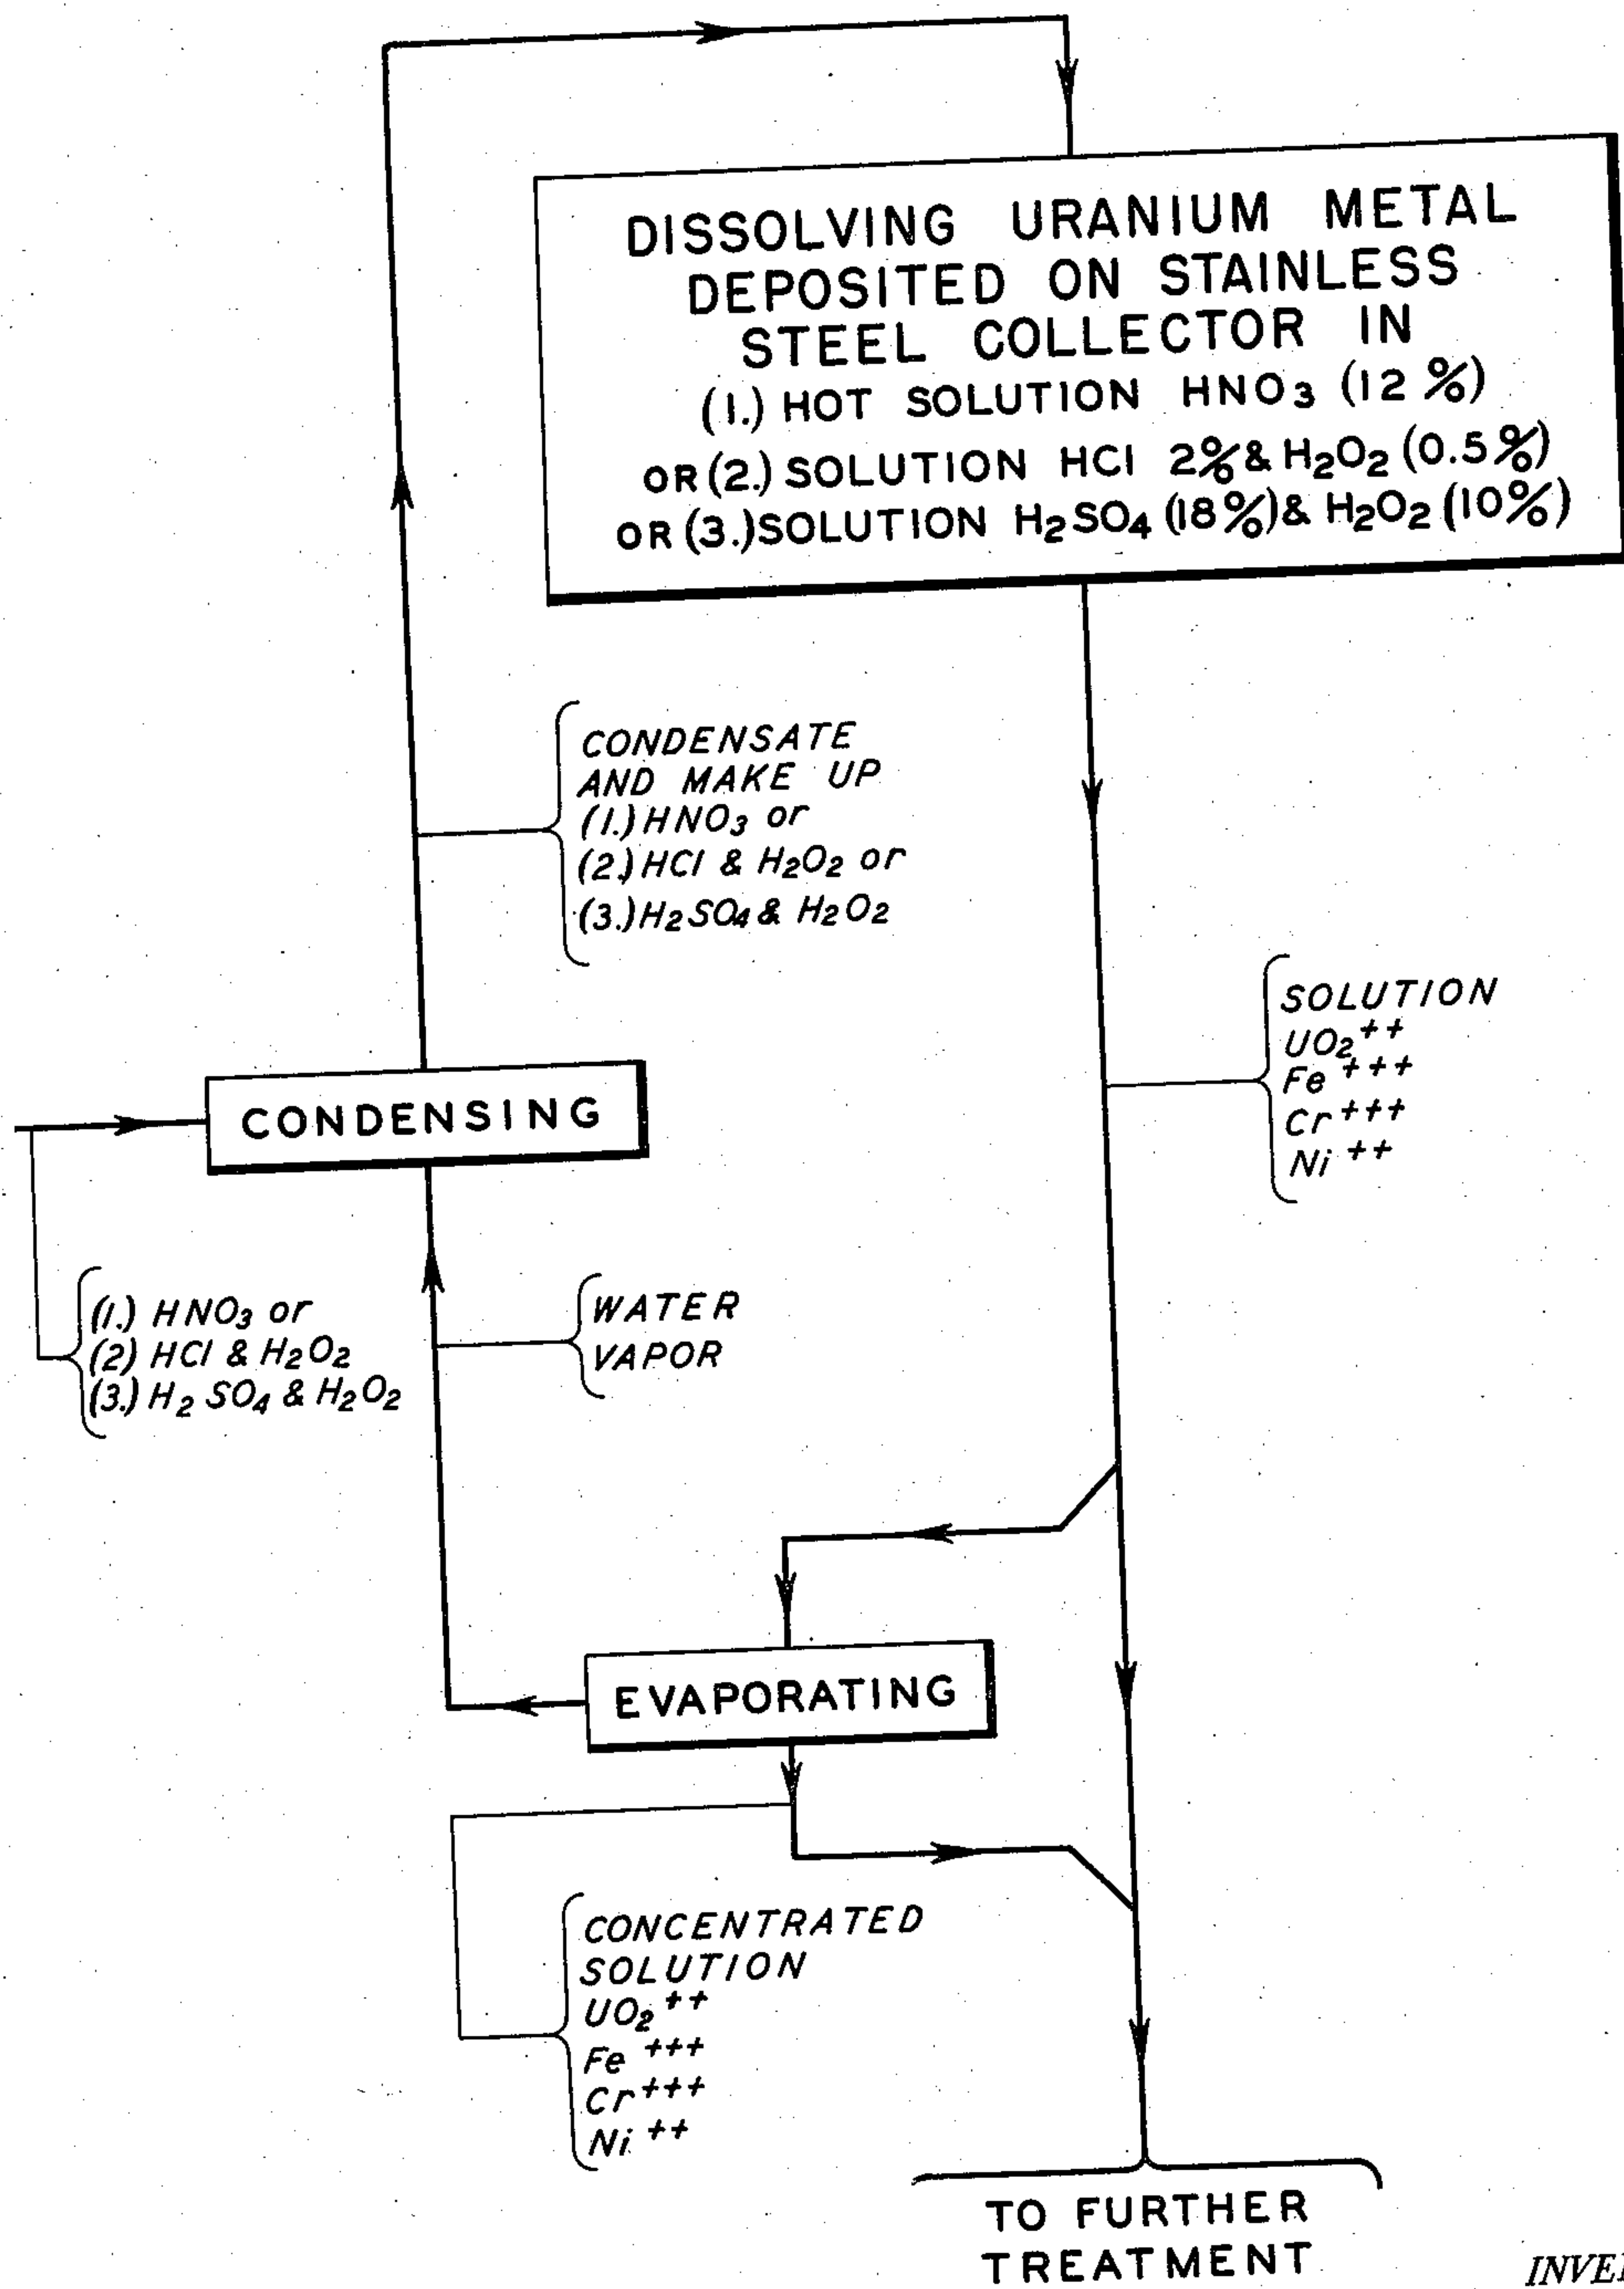 DISSOLVING URANIUM METAL
DEPOSITED ON STAINLESS
STEEL COLLECTOR IN
(1.) HOT SOLUTION HNO3 (12 %)
OR (2.) SOLUTION HCl 2% & H2O2 (0.5%)
OR (3.) SOLUTION H2SO4 (18%) & H2O2 (10%)
CONDENSATE
AND MAKE UP
(1.) HNO3 or
(2.) HCl & H2O2 or
(3.) H2SO4 & H2O2
SOLUTION
UO2++
Fe+++
Cr+++
Ni++
CONDENSING
(1.) HNO3 or
(2) HCl & H2O2
(3.) H2SO4 & H2O2
WATER
VAPOR
EVAPORATING
CONCENTRATED
SOLUTION
UO2++
Fe+++
Cr+++
Ni++
TO FURTHER
TREATMENT